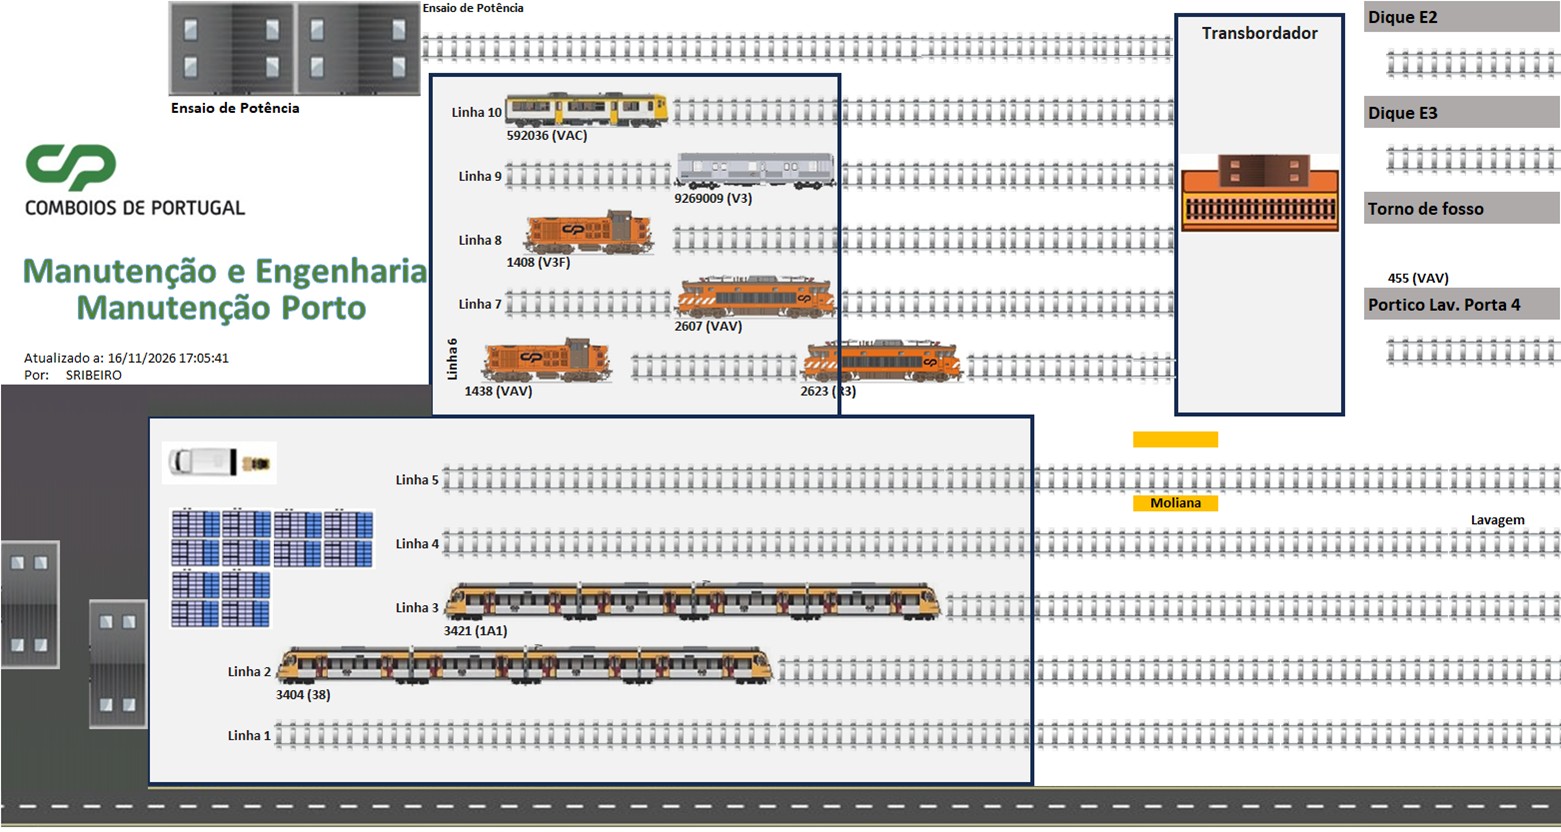 Ensaio de Potência
Ensaio de Potência
Transbordador
Dique E2
Dique E3
Torno de fosso
455 (VAV)
Portico Lav. Porta 4
CP
COMBOIOS DE PORTUGAL
Manutenção e Engenharia
Manutenção Porto
Atualizado a: 16/11/2026 17:05:41
Por: SRIBEIRO
Linha 10
592036 (VAC)
Linha 9
9269009 (V3)
Linha 8
1408 (V3F)
Linha 7
2607 (VAV)
Linha 6
1438 (VAV)
2623 (R3)
Linha 5
Moliana
Lavagem
Linha 4
Linha 3
3421 (1A1)
Linha 2
3404 (38)
Linha 1